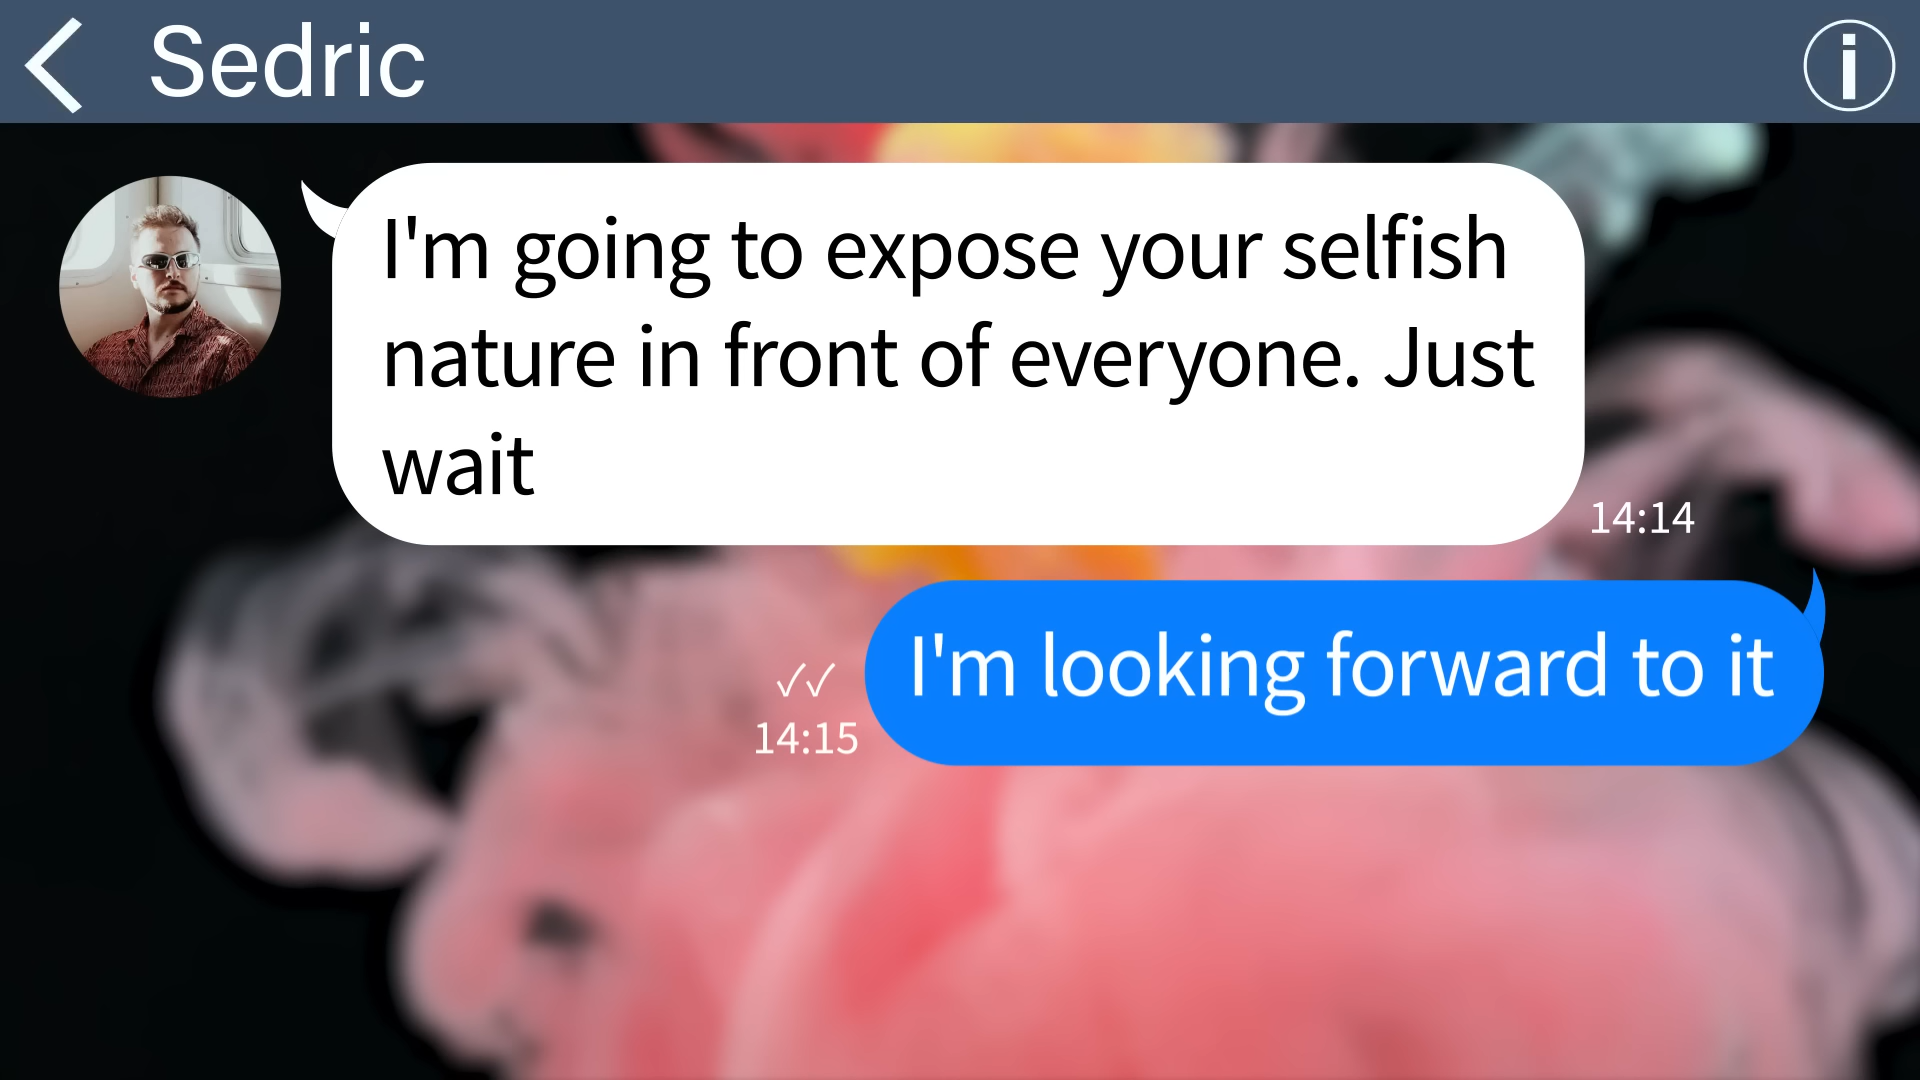 Sedric
I'm going to expose your selfish
nature in front of everyone. Just
wait
14:14
I'm looking forward to it
✓✓
14:15